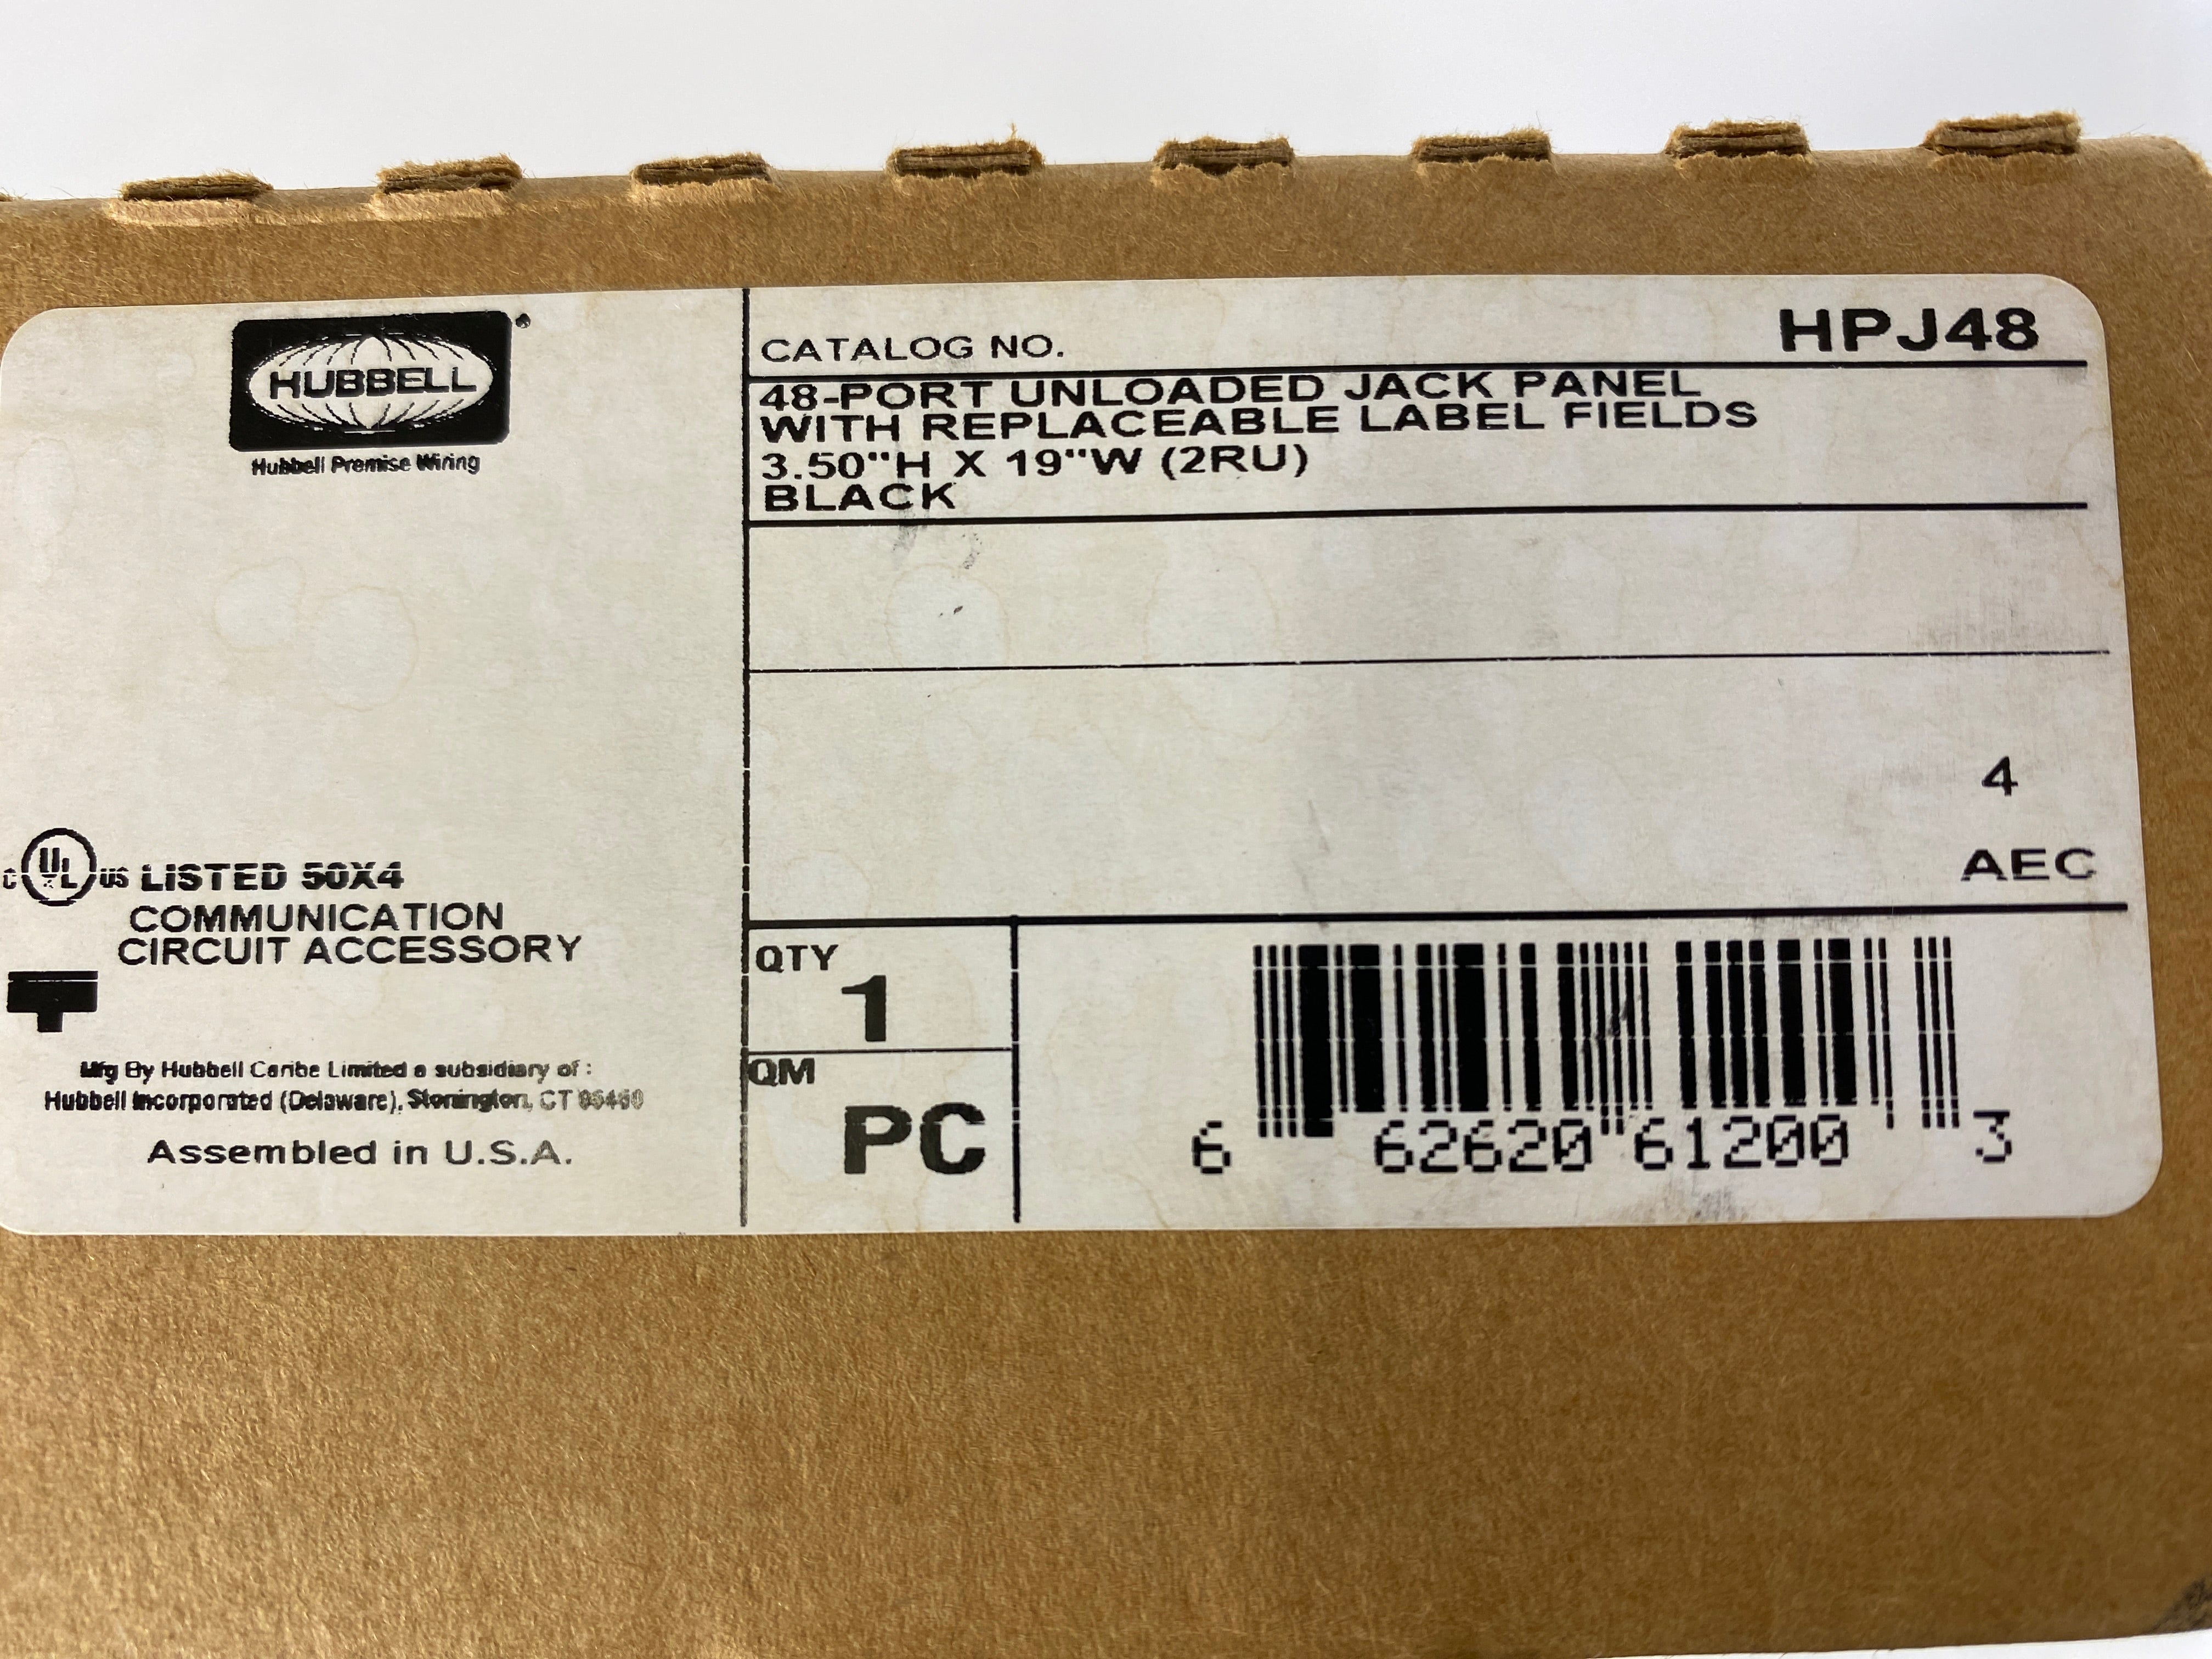 HUBBELL
Hubbell Premise Wiring
CATALOG NO. HPJ48
48-PORT UNLOADED JACK PANEL
WITH REPLACEABLE LABEL FIELDS
3.50"H X 19"W (2RU)
BLACK
4
AEC
C UL US LISTED 50X4
COMMUNICATION
CIRCUIT ACCESSORY
Mfg By Hubbell Caribe Limited a subsidiary of :
Hubbell Incorporated (Delaware), Stonington, CT
Assembled in U.S.A.
QTY
1
QM
PC
6 62620 61200 3